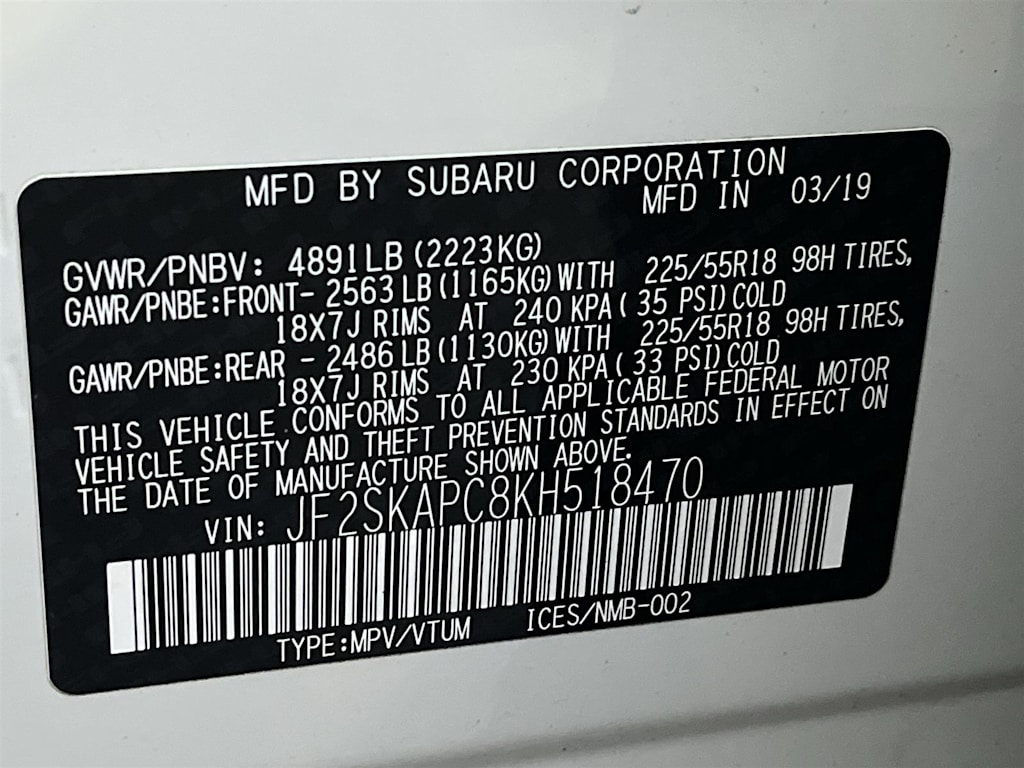 MFD BY SUBARU CORPORATION
MFD IN 03/19
GVWR/PNBV: 4891LB (2223KG)
GAWR/PNBE:FRONT- 2563 LB (1165KG) WITH 225/55R18 98H TIRES,
18X7J RIMS AT 240 KPA ( 35 PSI) COLD
GAWR/PNBE:REAR - 2486 LB (1130KG) WITH 225/55R18 98H TIRES,
18X7J RIMS AT 230 KPA ( 33 PSI) COLD
THIS VEHICLE CONFORMS TO ALL APPLICABLE FEDERAL MOTOR
VEHICLE SAFETY AND THEFT PREVENTION STANDARDS IN EFFECT ON
THE DATE OF MANUFACTURE SHOWN ABOVE.
VIN: JF2SKAPC8KH518470
TYPE:MPV/VTUM ICES/NMB-002